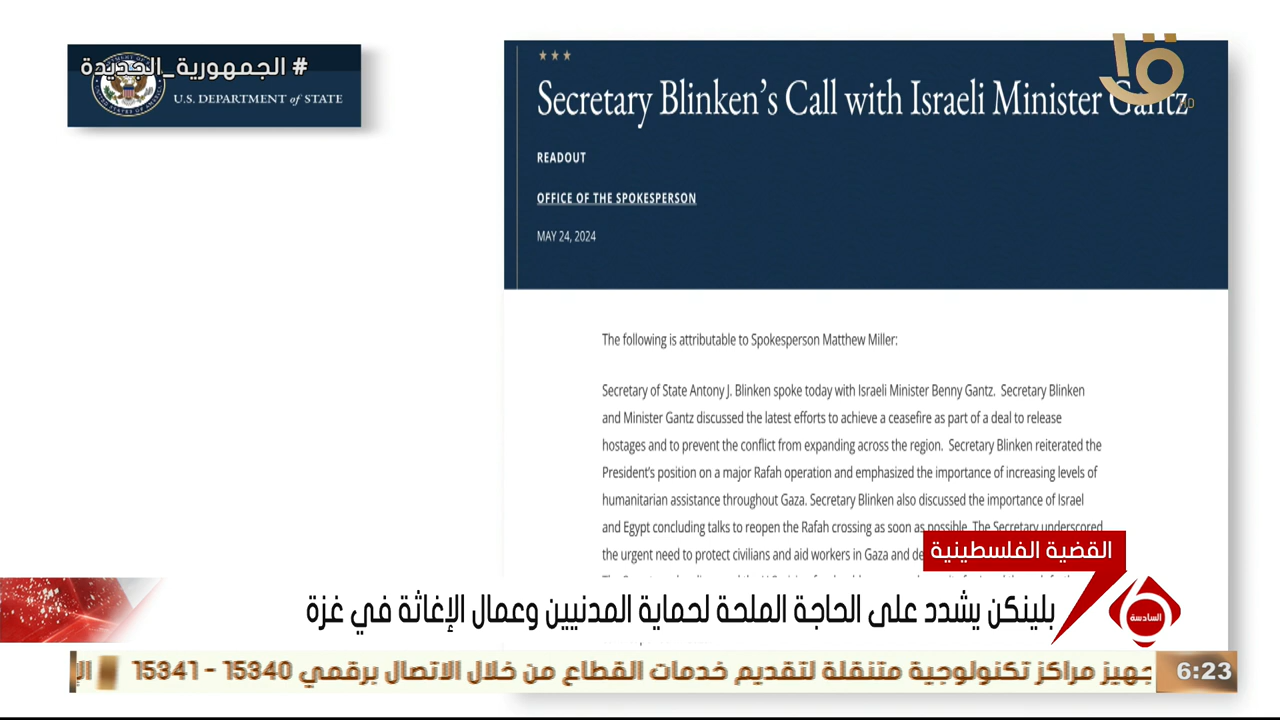 # الجمهورية_الجديدة
U.S. DEPARTMENT of STATE
Secretary Blinken's Call with Israeli Minister Gantz
READOUT
OFFICE OF THE SPOKESPERSON
MAY 24, 2024
The following is attributable to Spokesperson Matthew Miller:
Secretary of State Antony J. Blinken spoke today with Israeli Minister Benny Gantz. Secretary Blinken
and Minister Gantz discussed the latest efforts to achieve a ceasefire as part of a deal to release
hostages and to prevent the conflict from expanding across the region. Secretary Blinken reiterated the
President's position on a major Rafah operation and emphasized the importance of increasing levels of
humanitarian assistance throughout Gaza. Secretary Blinken also discussed the importance of Israel
and Egypt concluding talks to reopen the Rafah crossing as soon as possible. The Secretary underscored
the urgent need to protect civilians and aid workers in Gaza and
القضية الفلسطينية
بلينكن يشدد على الحاجة الملحة لحماية المدنيين وعمال الإغاثة في غزة
السادسة
جهيز مراكز تكنولوجية متنقلة لتقديم خدمات القطاع من خلال الاتصال برقمي 15340 - 15341
6:23